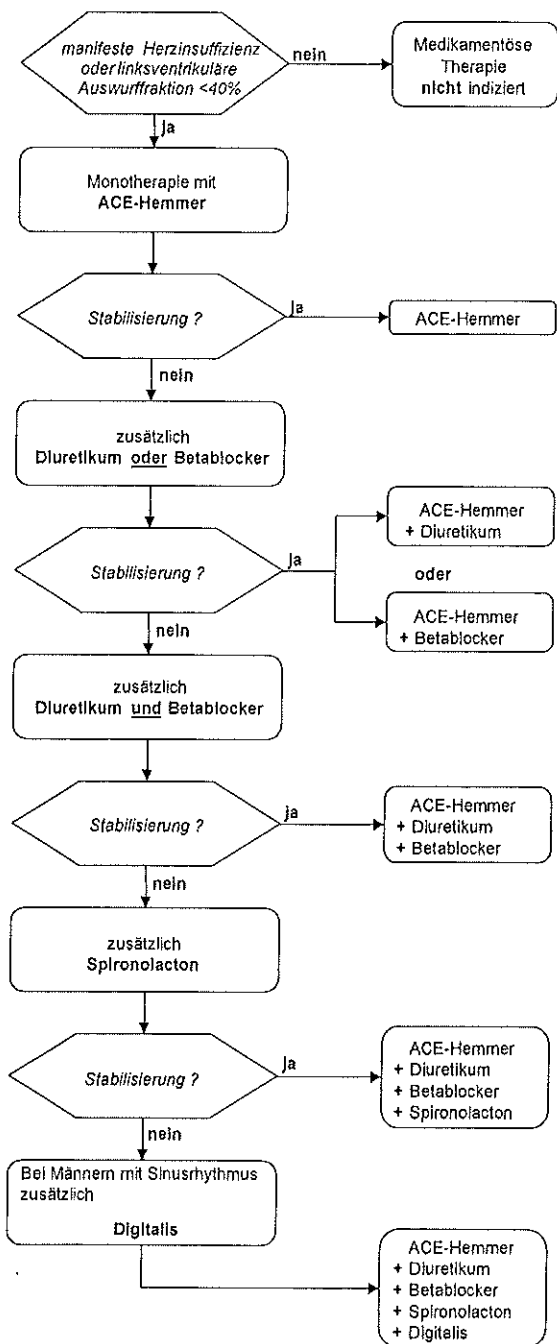 manifeste Herzinsuffizienz
oder linksventrikuläre
Auswurffraktion <40%
nein
Medikamentöse
Therapie
nicht indiziert
ja
Monotherapie mit
ACE-Hemmer
Stabilisierung ?
ja
ACE-Hemmer
nein
zusätzlich
Diuretikum oder Betablocker
Stabilisierung ?
ja
ACE-Hemmer
+ Diuretikum
oder
ACE-Hemmer
+ Betablocker
nein
zusätzlich
Diuretikum und Betablocker
Stabilisierung ?
ja
ACE-Hemmer
+ Diuretikum
+ Betablocker
nein
zusätzlich
Spironolacton
Stabilisierung ?
ja
ACE-Hemmer
+ Diuretikum
+ Betablocker
+ Spironolacton
nein
Bei Männern mit Sinusrhythmus
zusätzlich
Digitalis
ACE-Hemmer
+ Diuretikum
+ Betablocker
+ Spironolacton
+ Digitalis